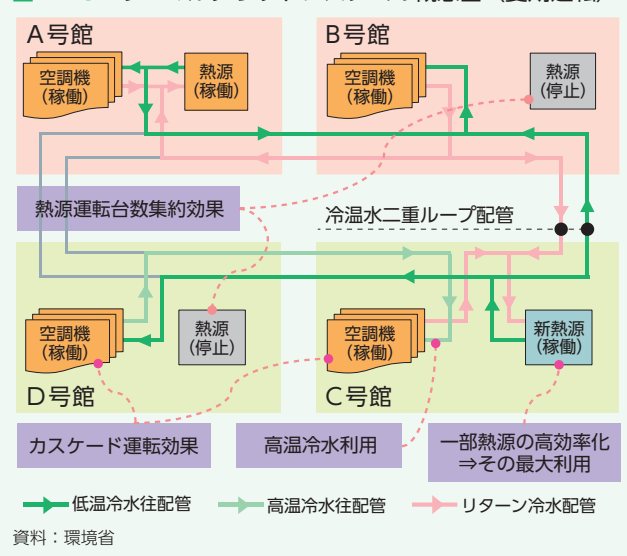 A号館
空調機
(稼働)
熱源
(稼働)
B号館
空調機
(稼働)
熱源
(停止)
熱源運転台数集約効果
冷温水二重ループ配管
空調機
(稼働)
熱源
(停止)
D号館
空調機
(稼働)
新熱源
(稼働)
C号館
カスケード運転効果
高温冷水利用
一部熱源の高効率化
⇒その最大利用
低温冷水往配管
高温冷水往配管
リターン冷水配管
資料：環境省